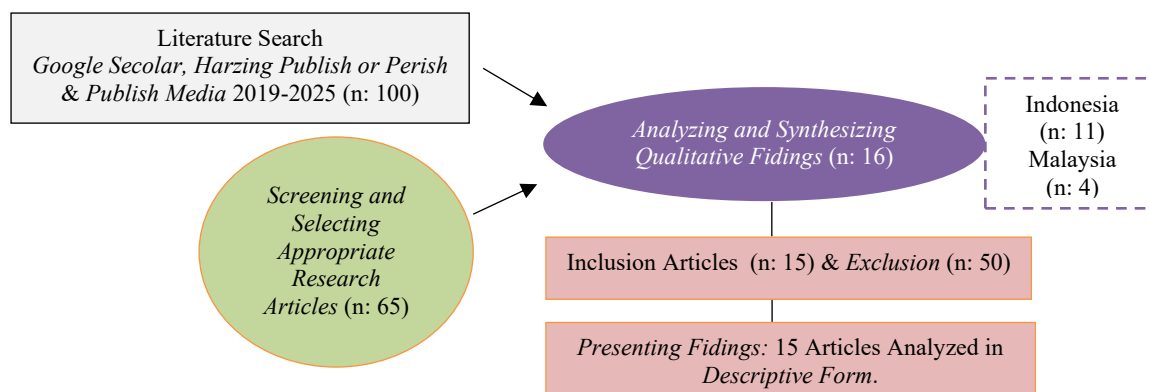 Literature Search
Google Secolar, Harzing Publish or Perish
& Publish Media 2019-2025 (n: 100)
Screening and
Selecting
Appropriate
Research
Articles (n: 65)
Analyzing and Synthesizing
Qualitative Fidings (n: 16)
Indonesia
(n: 11)
Malaysia
(n: 4)
Inclusion Articles (n: 15) & Exclusion (n: 50)
Presenting Fidings: 15 Articles Analyzed in
Descriptive Form.